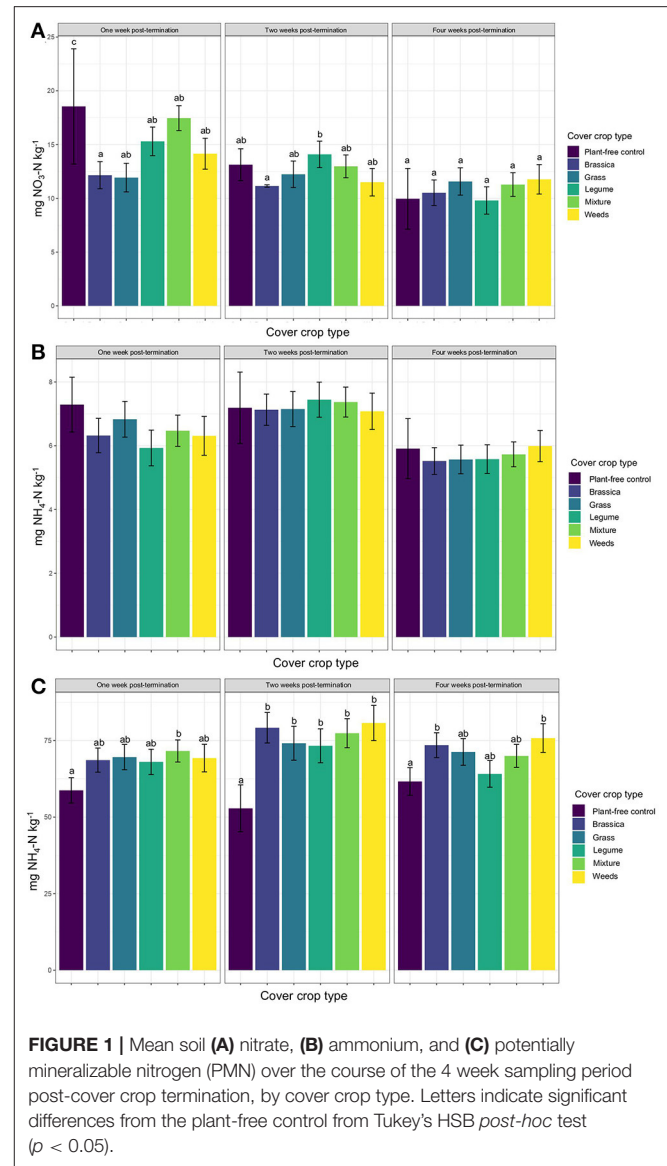 A
One week post-termination
Two weeks post-termination
Four weeks post-termination
25
20
15
10
5
0
mg NO₃-N kg⁻¹
c a ab ab ab ab
ab a ab b ab ab
a a a a a a
Cover crop type
Plant-free control
Brassica
Grass
Legume
Mixture
Weeds
Cover crop type
B
One week post-termination
Two weeks post-termination
Four weeks post-termination
8
6
4
2
0
mg NH₄-N kg⁻¹
Cover crop type
Plant-free control
Brassica
Grass
Legume
Mixture
Weeds
Cover crop type
C
One week post-termination
Two weeks post-termination
Four weeks post-termination
75
50
25
0
mg NH₄-N kg⁻¹
a ab ab ab b ab
a b b b b b
a b ab ab ab b
Cover crop type
Plant-free control
Brassica
Grass
Legume
Mixture
Weeds
Cover crop type
FIGURE 1 | Mean soil (A) nitrate, (B) ammonium, and (C) potentially
mineralizable nitrogen (PMN) over the course of the 4 week sampling period
post-cover crop termination, by cover crop type. Letters indicate significant
differences from the plant-free control from Tukey's HSB post-hoc test
(p < 0.05).